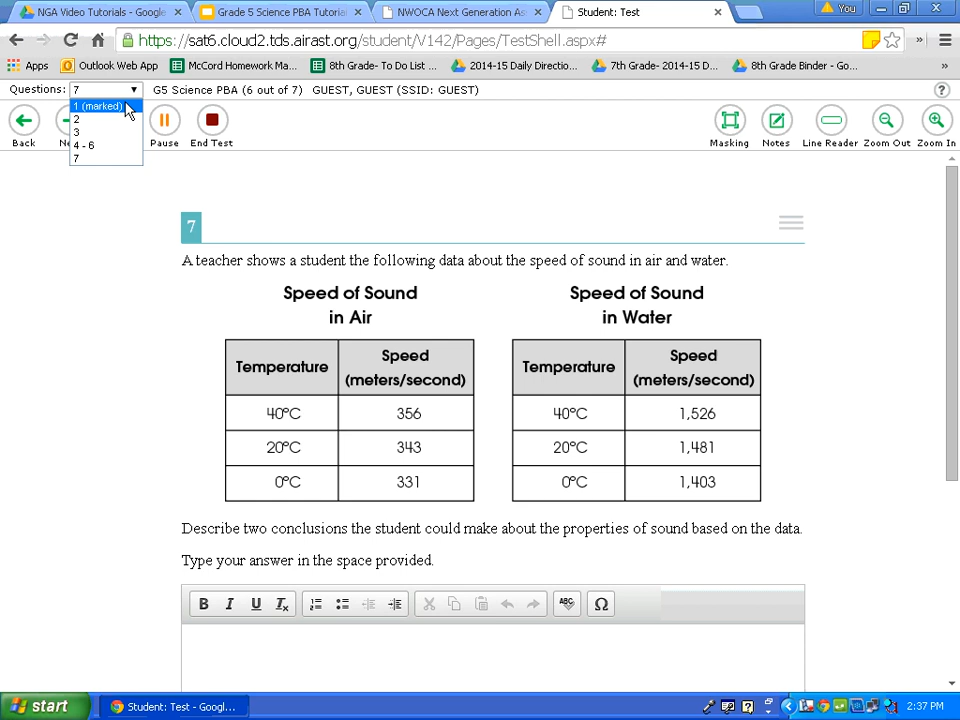 NGA Video Tutorials - Google
Grade 5 Science PBA Tutorial
NWOCA Next Generation As
Student: Test
You
https://sat6.cloud2.tds.airast.org/student/V142/Pages/TestShell.aspx#
Apps
Outlook Web App
McCord Homework Ma...
8th Grade- To Do List ...
2014-15 Daily Directio...
7th Grade- 2014-15 D...
8th Grade Binder - Go...
Questions: 7
G5 Science PBA (6 out of 7) GUEST, GUEST (SSID: GUEST)
1 (marked)
2
3
4 - 6
7
Back
Pause
End Test
Masking
Notes
Line Reader
Zoom Out
Zoom In
7
A teacher shows a student the following data about the speed of sound in air and water.
Speed of Sound
in Air
Temperature Speed (meters/second)
40°C 356
20°C 343
0°C 331
Speed of Sound
in Water
Temperature Speed (meters/second)
40°C 1,526
20°C 1,481
0°C 1,403
Describe two conclusions the student could make about the properties of sound based on the data.
Type your answer in the space provided.
B I U Tx
ABC
Ω
start
Student: Test - Googl...
2:37 PM